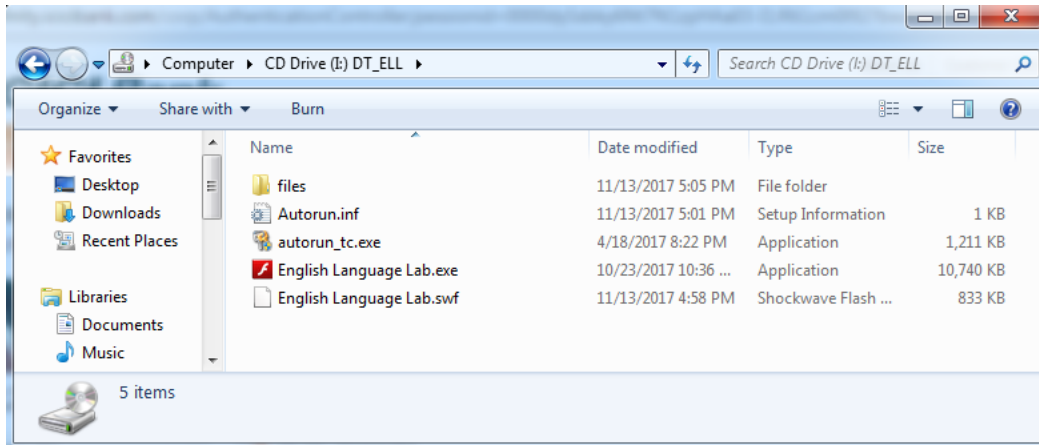 Computer ▸ CD Drive (I:) DT_ELL ▸ Search CD Drive (I:) DT_ELL
Organize Share with Burn
Favorites
Desktop
Downloads
Recent Places
Libraries
Documents
Music
Name Date modified Type Size
files 11/13/2017 5:05 PM File folder
Autorun.inf 11/13/2017 5:01 PM Setup Information 1 KB
autorun_tc.exe 4/18/2017 8:22 PM Application 1,211 KB
English Language Lab.exe 10/23/2017 10:36 ... Application 10,740 KB
English Language Lab.swf 11/13/2017 4:58 PM Shockwave Flash ... 833 KB
5 items